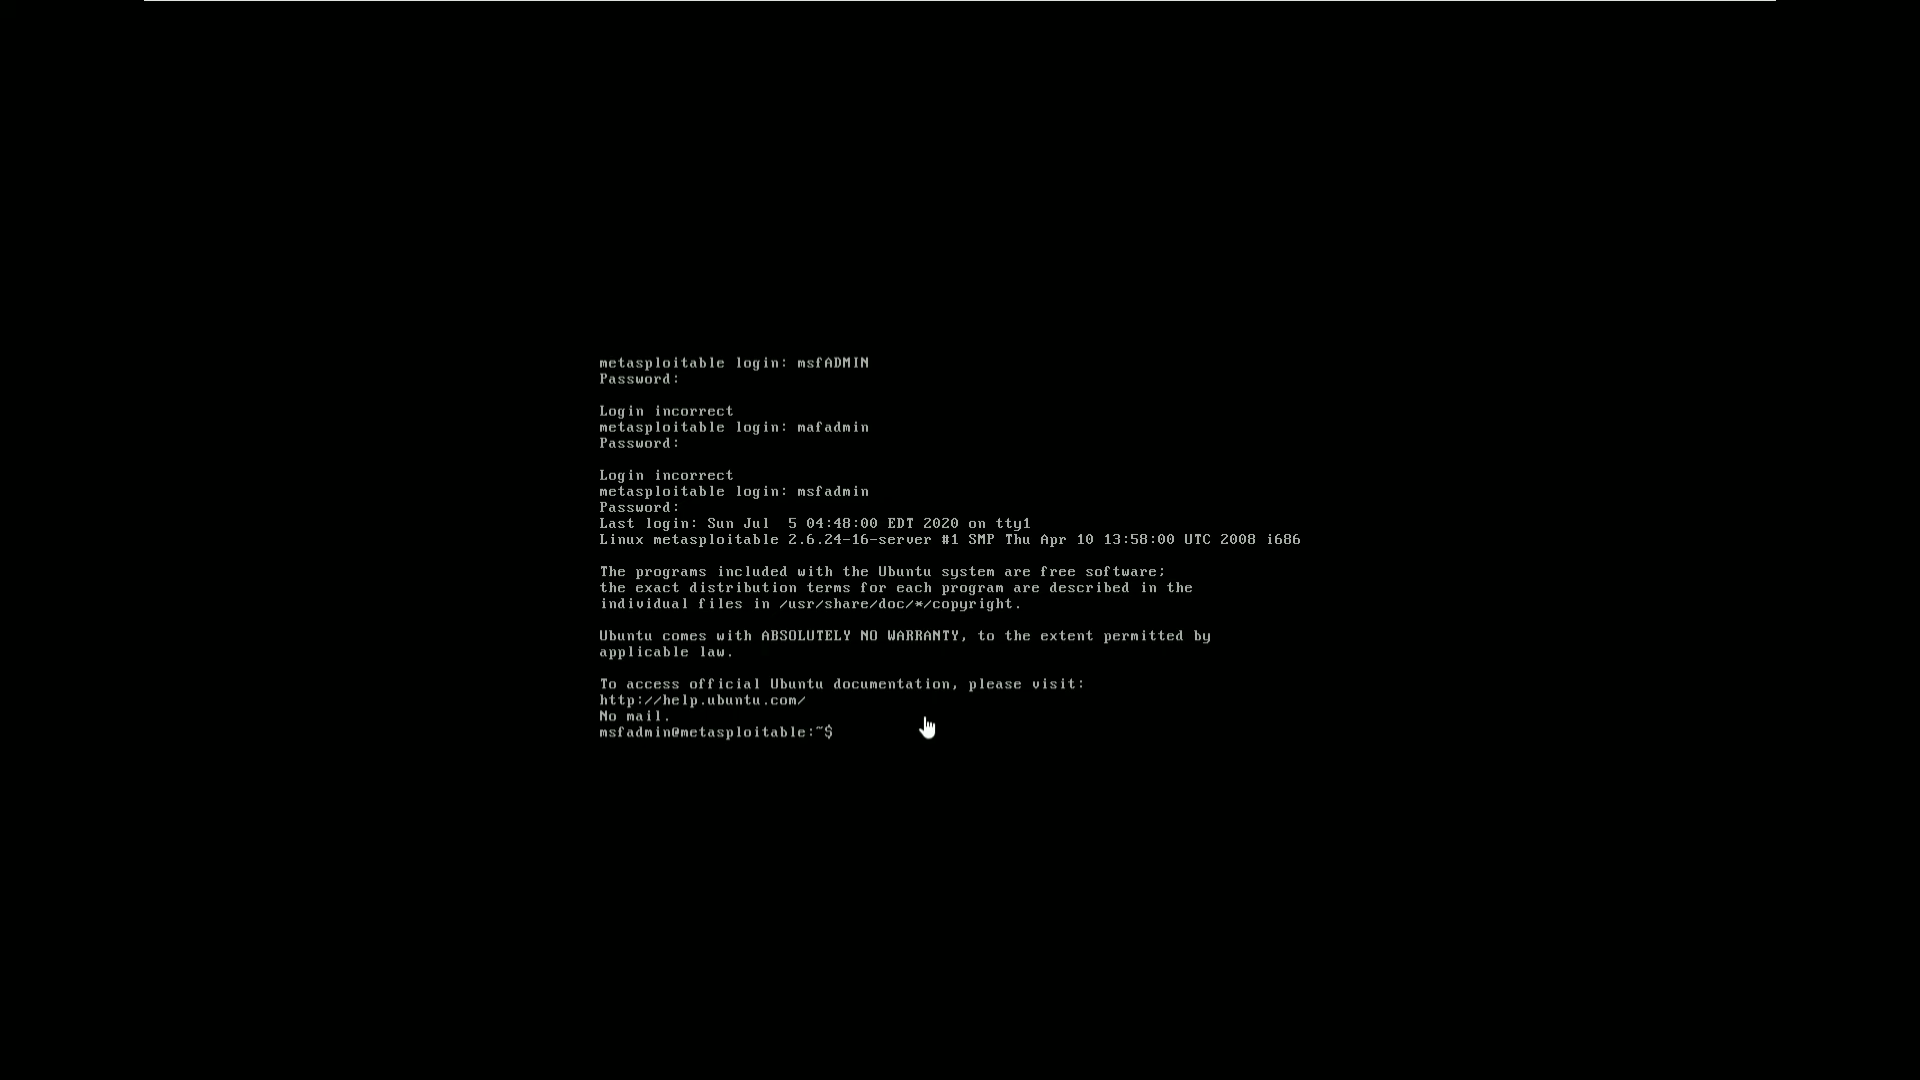 metasploitable login: msfADMIN
Password:
Login incorrect
metasploitable login: mafadmin
Password:
Login incorrect
metasploitable login: msfadmin
Password:
Last login: Sun Jul  5 04:48:00 EDT 2020 on tty1
Linux metasploitable 2.6.24-16-server #1 SMP Thu Apr 10 13:58:00 UTC 2008 i686
The programs included with the Ubuntu system are free software;
the exact distribution terms for each program are described in the
individual files in /usr/share/doc/*/copyright.
Ubuntu comes with ABSOLUTELY NO WARRANTY, to the extent permitted by
applicable law.
To access official Ubuntu documentation, please visit:
http://help.ubuntu.com/
No mail.
msfadmin@metasploitable:~$